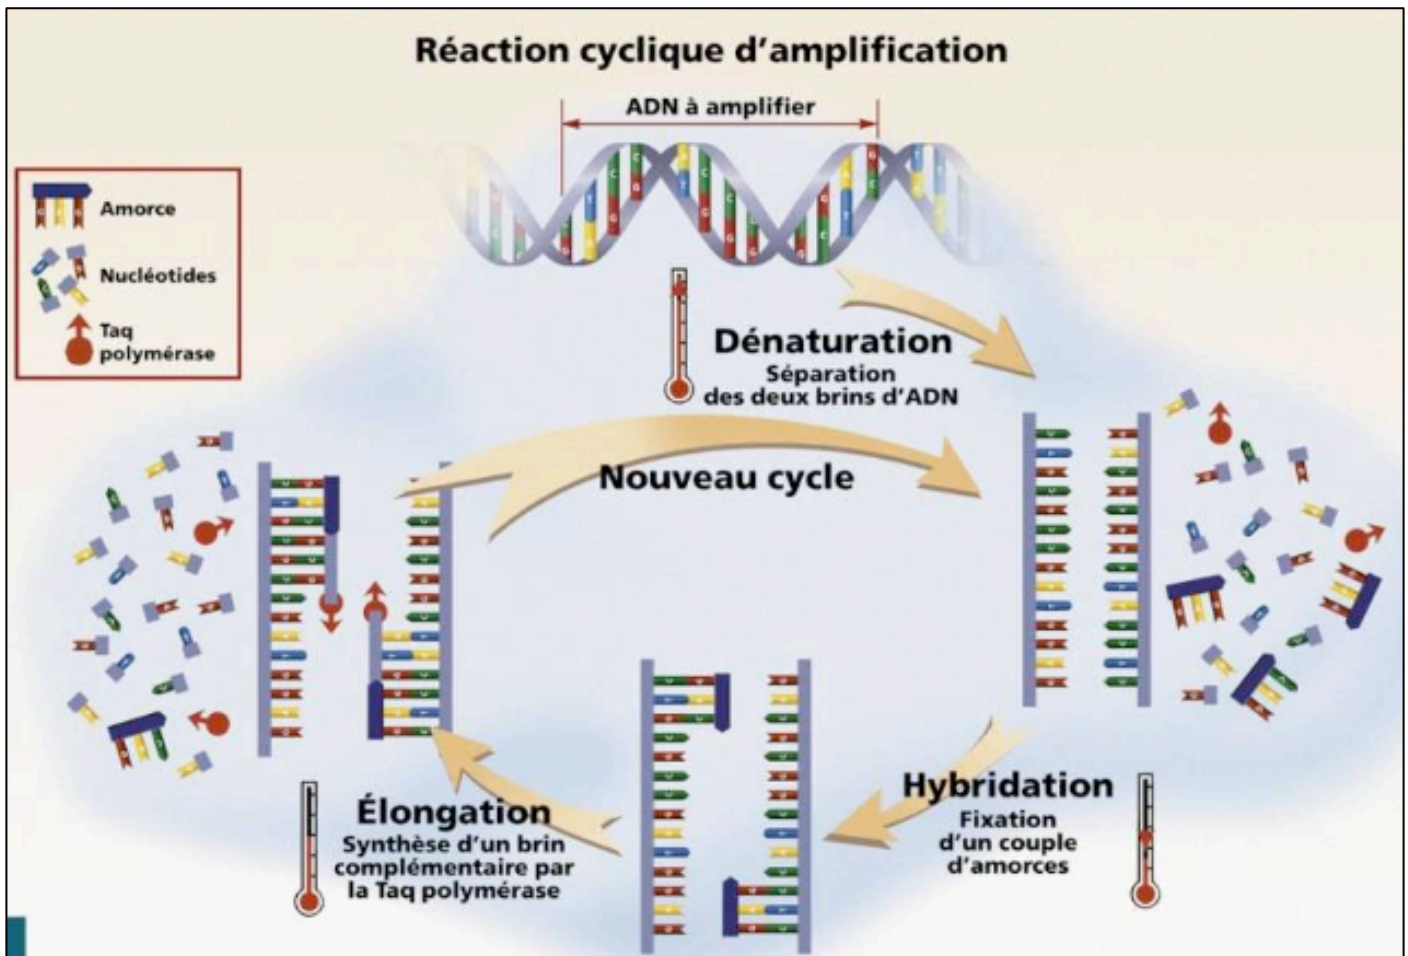 Réaction cyclique d'amplification
ADN à amplifier
Amorce
Nucléotides
Taq
polymérase
Dénaturation
Séparation
des deux brins d'ADN
Nouveau cycle
Hybridation
Fixation
d'un couple
d'amorces
Élongation
Synthèse d'un brin
complémentaire par
la Taq polymérase